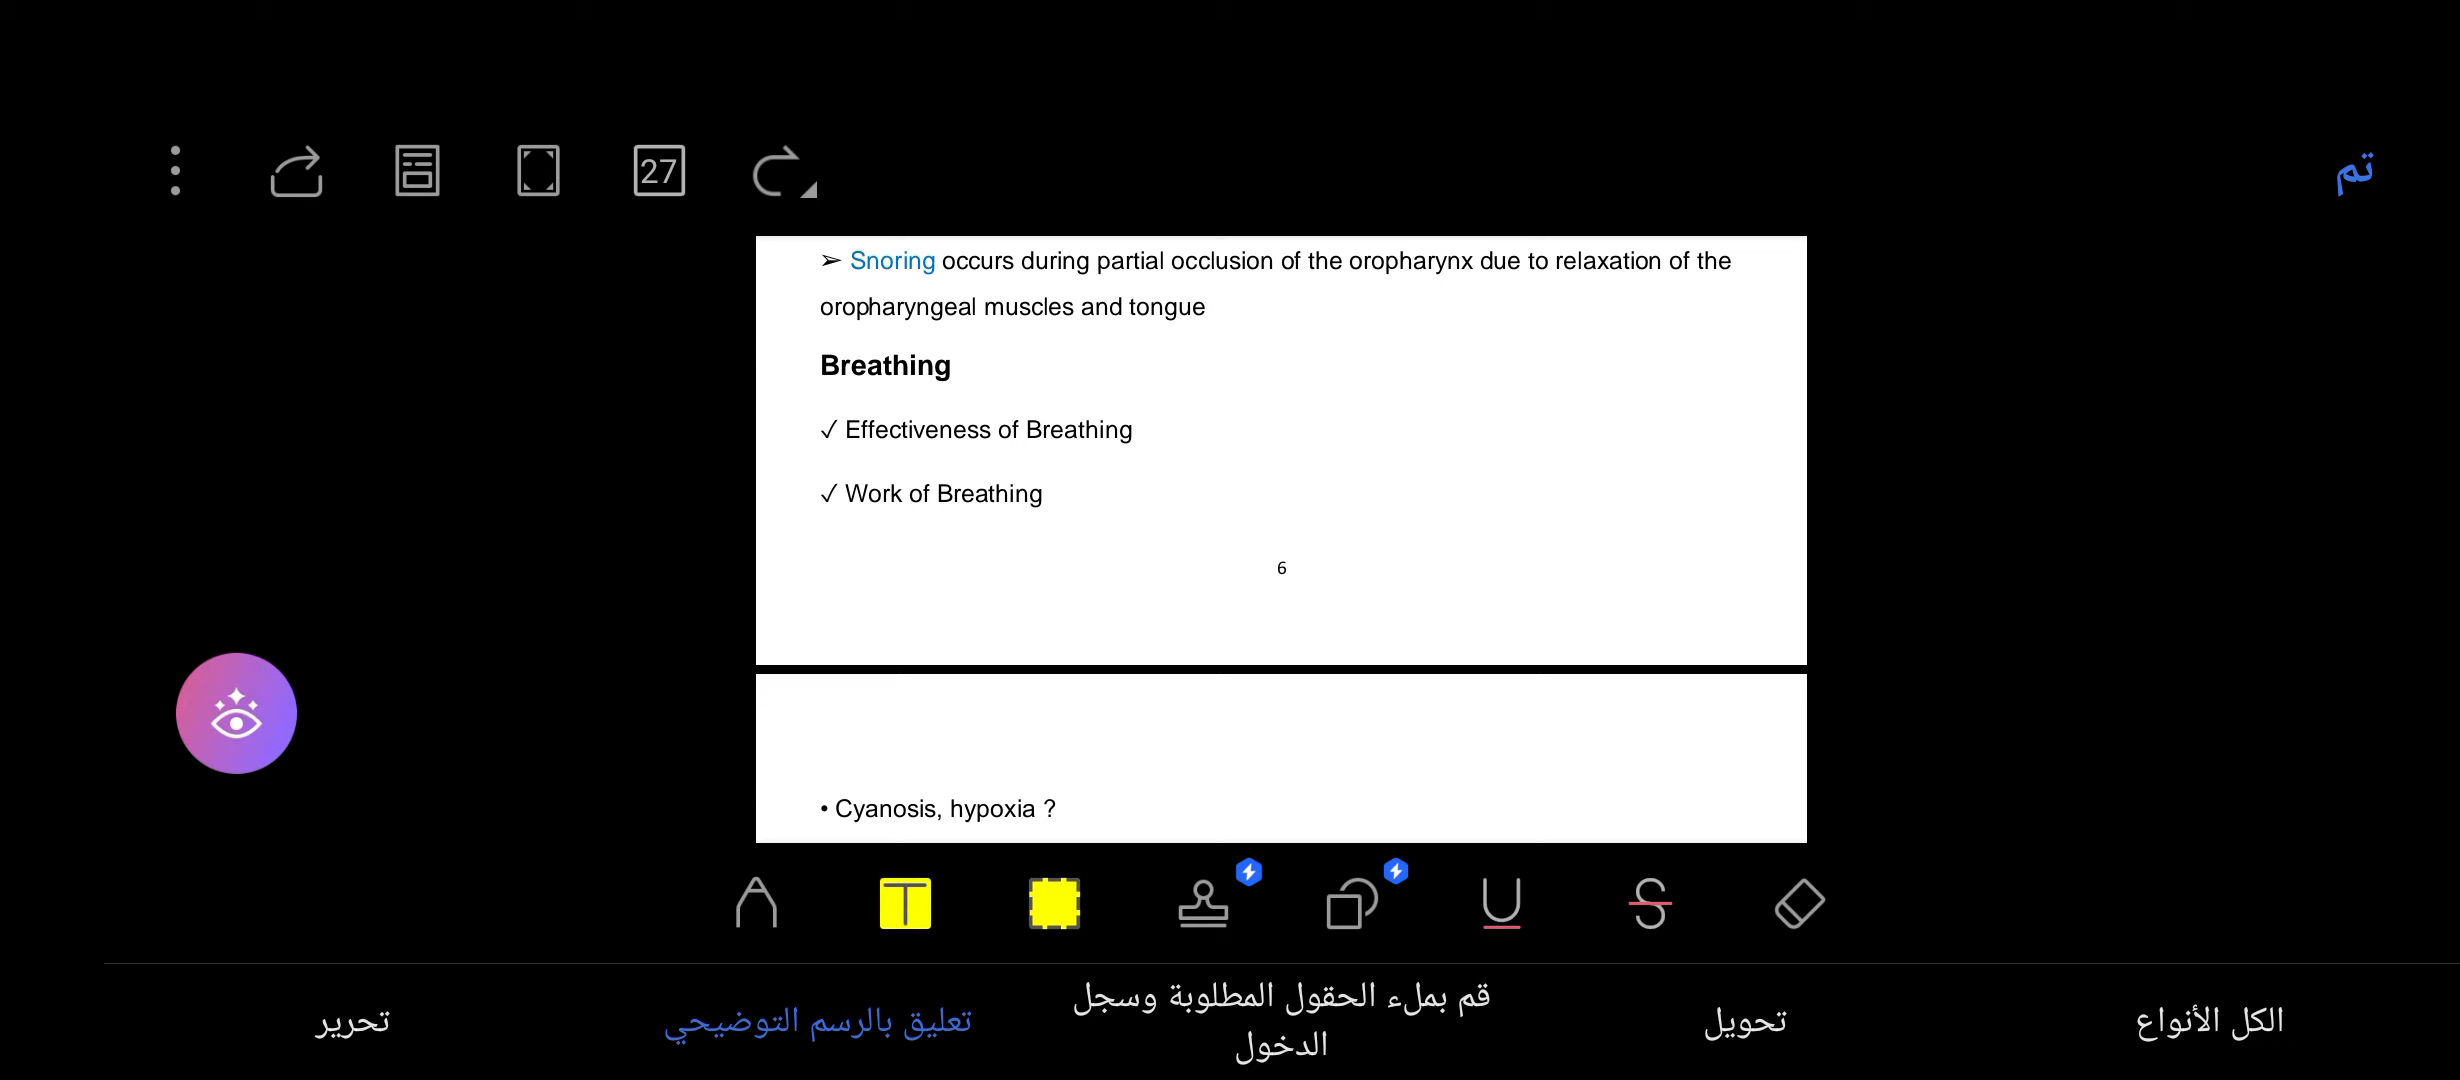 27
تم
➢ Snoring occurs during partial occlusion of the oropharynx due to relaxation of the
oropharyngeal muscles and tongue
Breathing
✓ Effectiveness of Breathing
✓ Work of Breathing
6
• Cyanosis, hypoxia ?
الكل الأنواع
تحويل
قم بملء الحقول المطلوبة وسجل
الدخول
تعليق بالرسم التوضيحي
تحرير